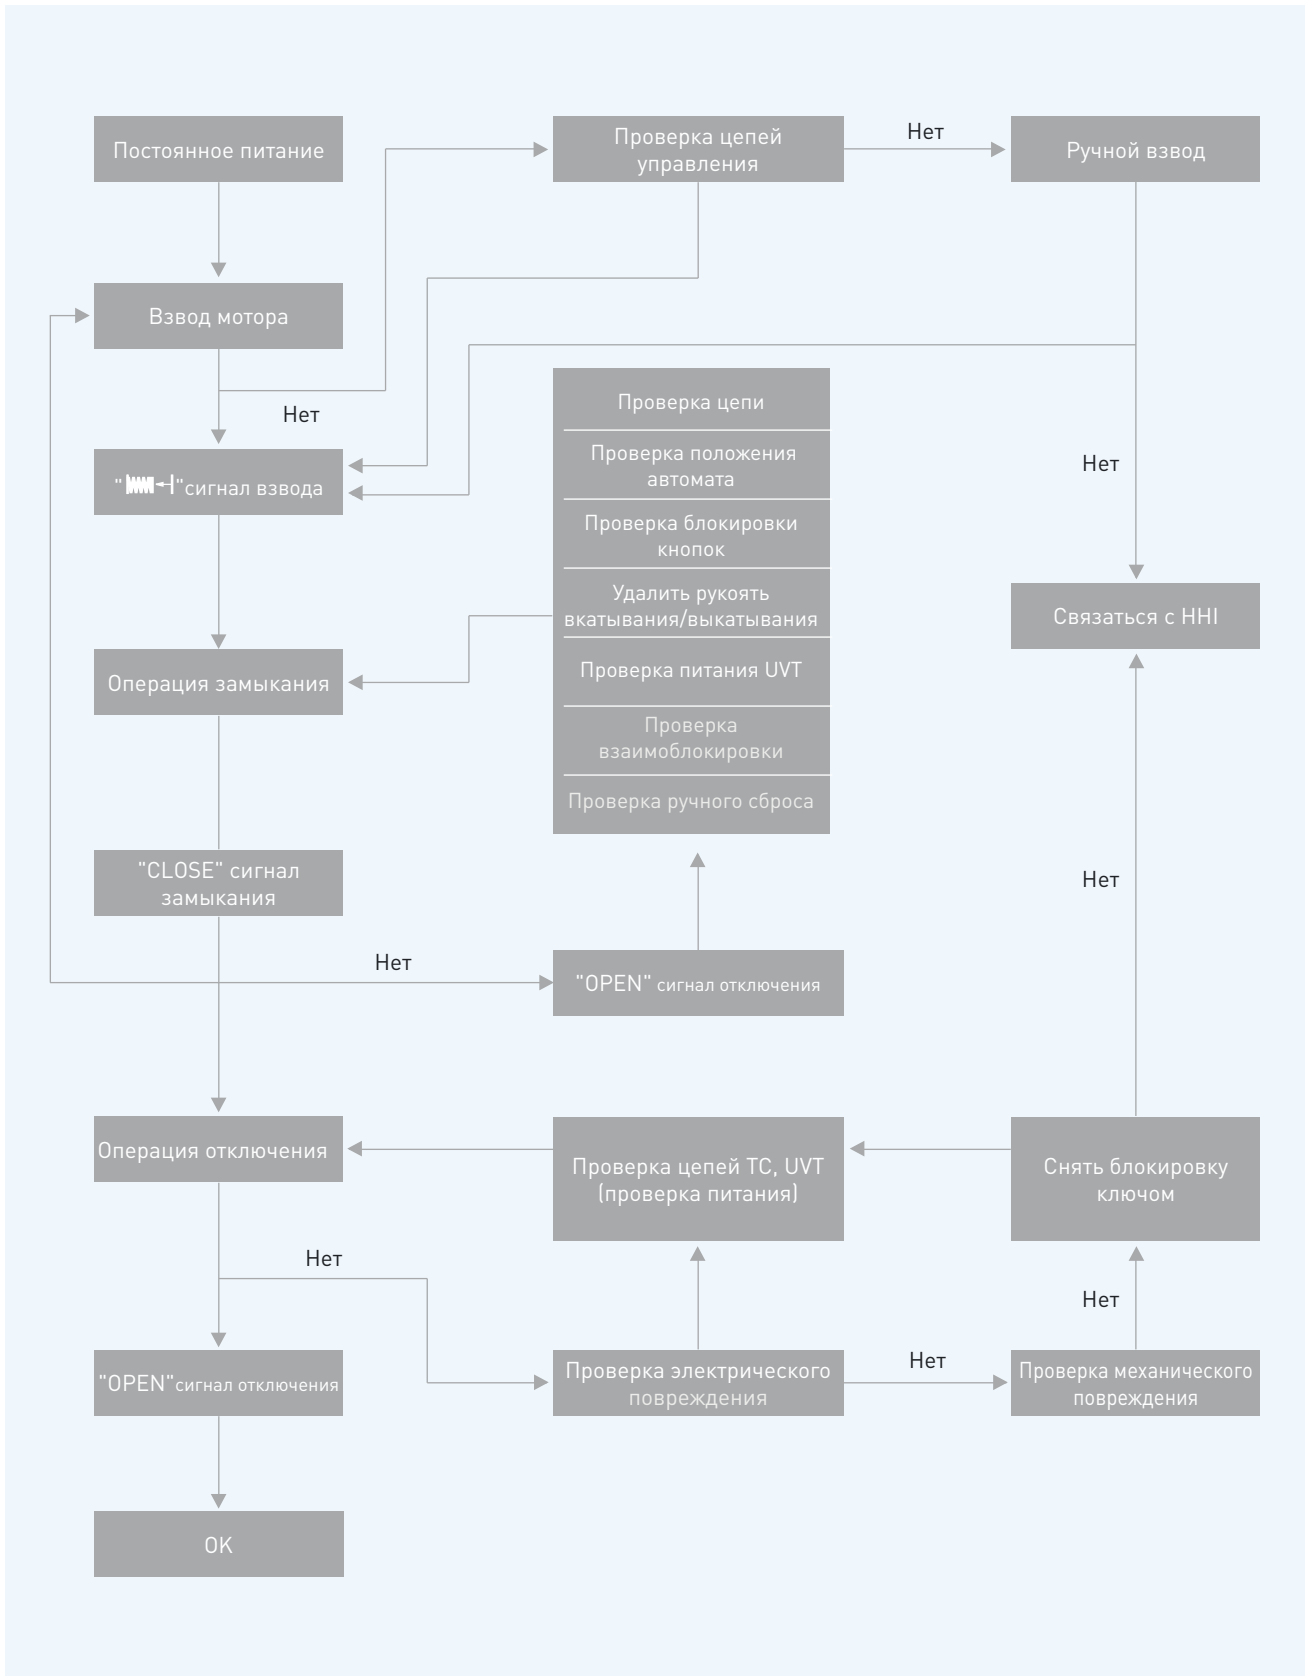 Постоянное питание
Проверка цепей
управления
Нет
Ручной взвод
Взвод мотора
Нет
"      "сигнал взвода
Проверка цепи
Проверка положения
автомата
Проверка блокировки
кнопок
Удалить рукоять
вкатывания/выкатывания
Проверка питания UVT
Проверка
взаимоблокировки
Проверка ручного сброса
Нет
Связаться с HHI
Операция замыкания
"CLOSE" сигнал
замыкания
Нет
Нет
"OPEN" сигнал отключения
Операция отключения
Проверка цепей TC, UVT
(проверка питания)
Снять блокировку
ключом
Нет
Нет
"OPEN"сигнал отключения
Проверка электрического
повреждения
Нет
Проверка механического
повреждения
OK